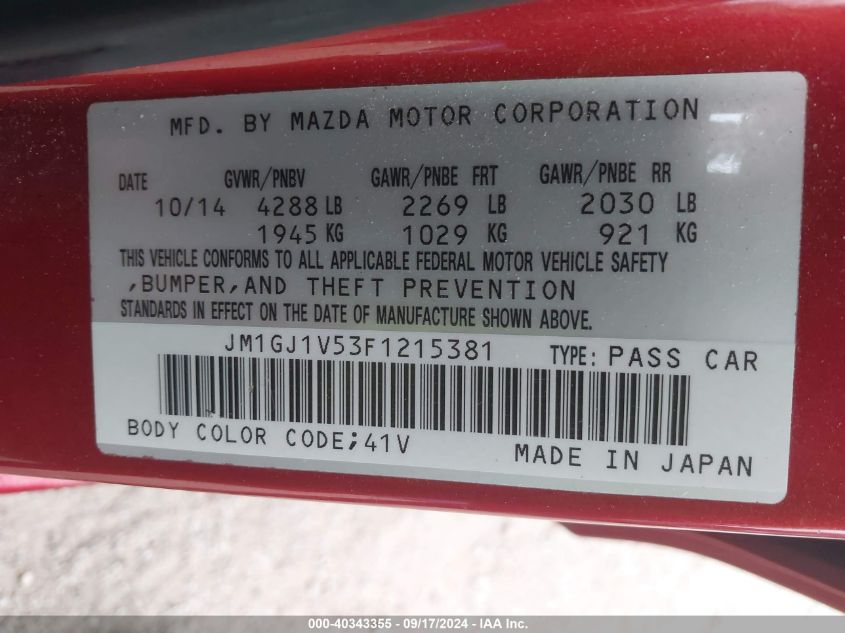 MFD. BY MAZDA MOTOR CORPORATION
DATE GVWR/PNBV GAWR/PNBE FRT GAWR/PNBE RR
10/14 4288 LB 2269 LB 2030 LB
1945 KG 1029 KG 921 KG
THIS VEHICLE CONFORMS TO ALL APPLICABLE FEDERAL MOTOR VEHICLE SAFETY
,BUMPER,AND THEFT PREVENTION
STANDARDS IN EFFECT ON THE DATE OF MANUFACTURE SHOWN ABOVE.
JM1GJ1V53F1215381 TYPE: PASS CAR
BODY COLOR CODE;41V
MADE IN JAPAN
000-40343355 - 09/17/2024 - IAA Inc.